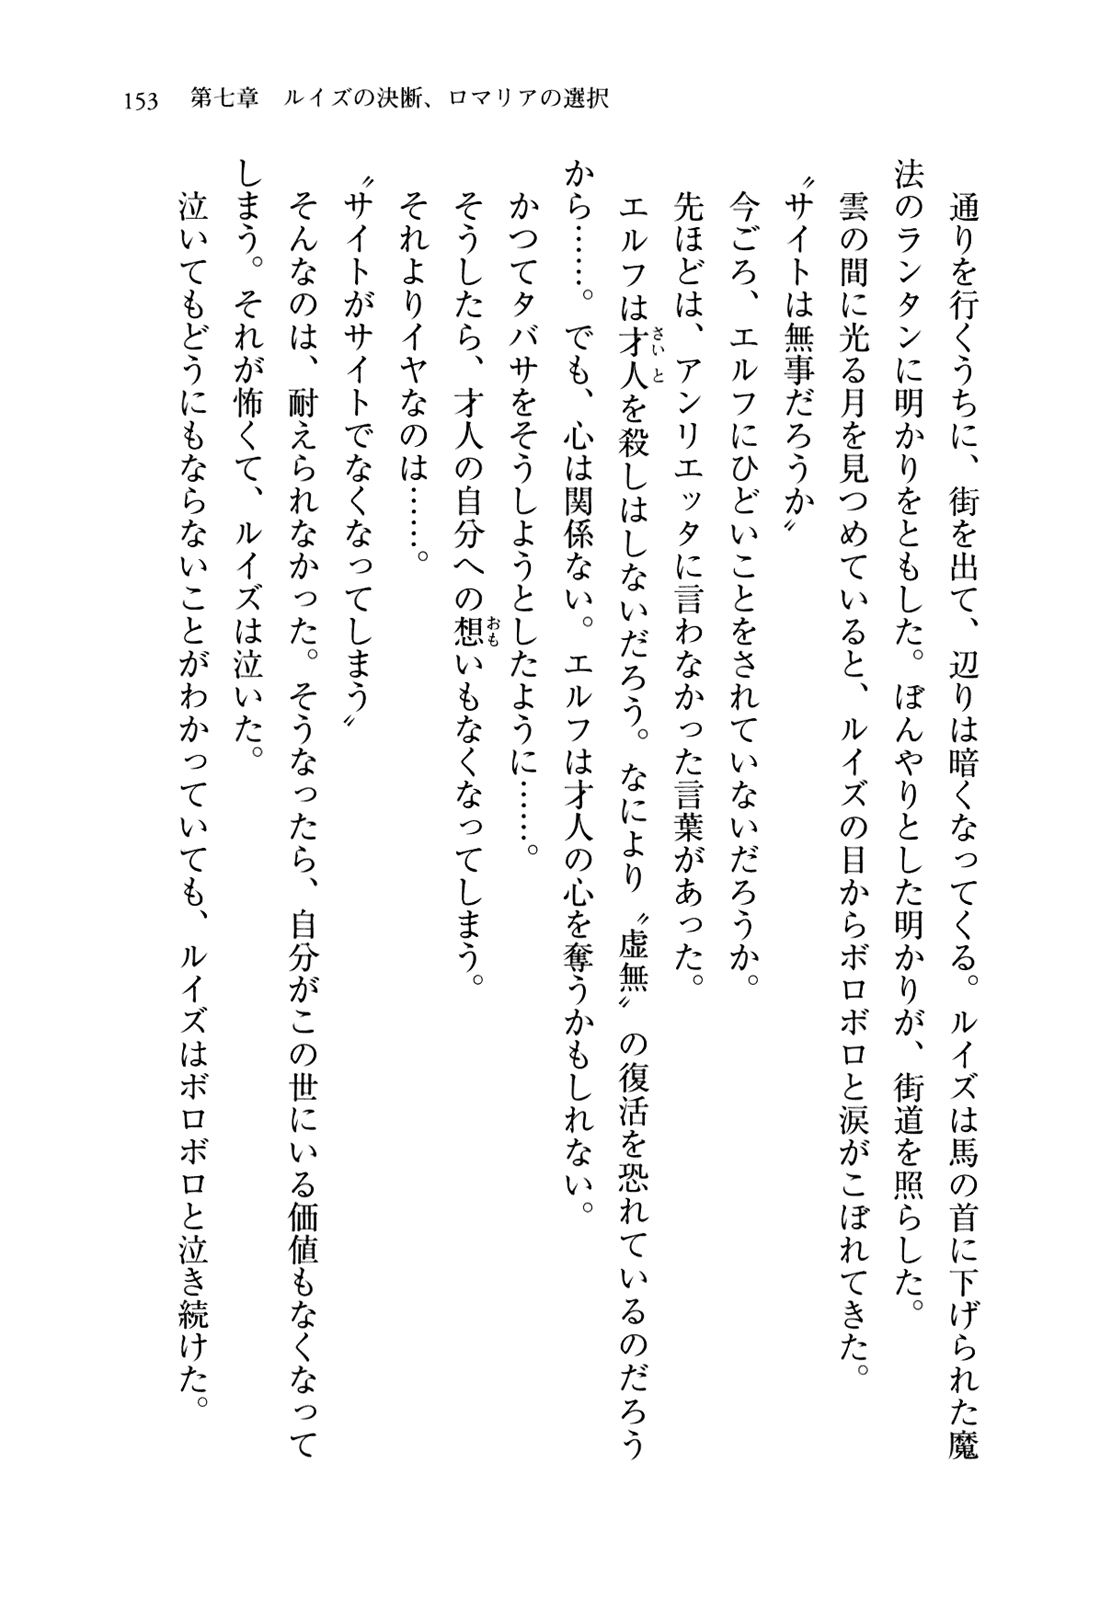 153 第七章 ルイズの決断、ロマリアの選択
通りを行くうちに、街を出て、辺りは暗くなってくる。ルイズは馬の首に下げられた魔
法のランタンに明かりをともした。ぼんやりとした明かりが、街道を照らした。
雲の間に光る月を見つめていると、ルイズの目からボロボロと涙がこぼれてきた。
〝サイトは無事だろうか〟
今ごろ、エルフにひどいことをされていないだろうか。
先ほどは、アンリエッタに言わなかった言葉があった。
エルフは才人さいとを殺しはしないだろう。なにより〝虚無〟の復活を恐れているのだろう
から……。でも、心は関係ない。エルフは才人の心を奪うかもしれない。
かつてタバサをそうしようとしたように……。
そうしたら、才人の自分への想おもいもなくなってしまう。
それよりイヤなのは……。
〝サイトがサイトでなくなってしまう〟
そんなのは、耐えられなかった。そうなったら、自分がこの世にいる価値もなくなって
しまう。それが怖くて、ルイズは泣いた。
泣いてもどうにもならないことがわかっていても、ルイズはボロボロと泣き続けた。